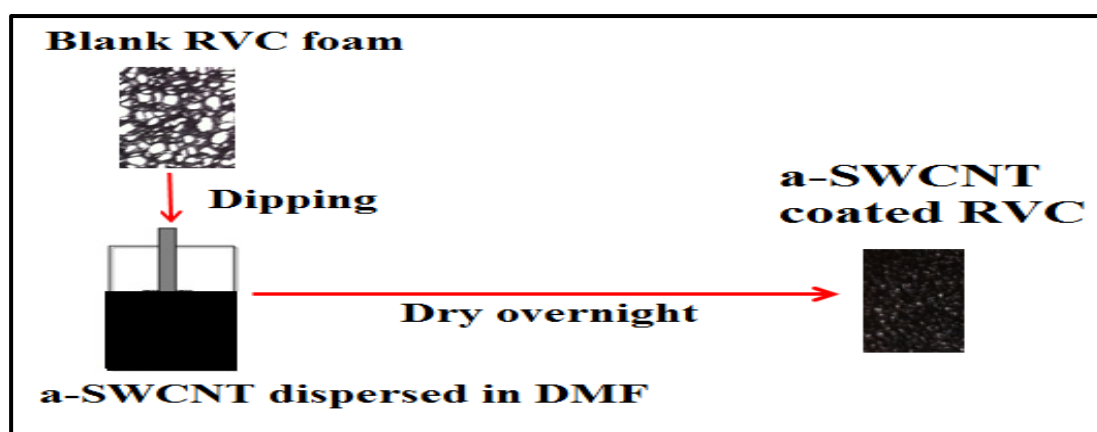 Blank RVC foam
Dipping
a-SWCNT
coated RVC
Dry overnight
a-SWCNT dispersed in DMF